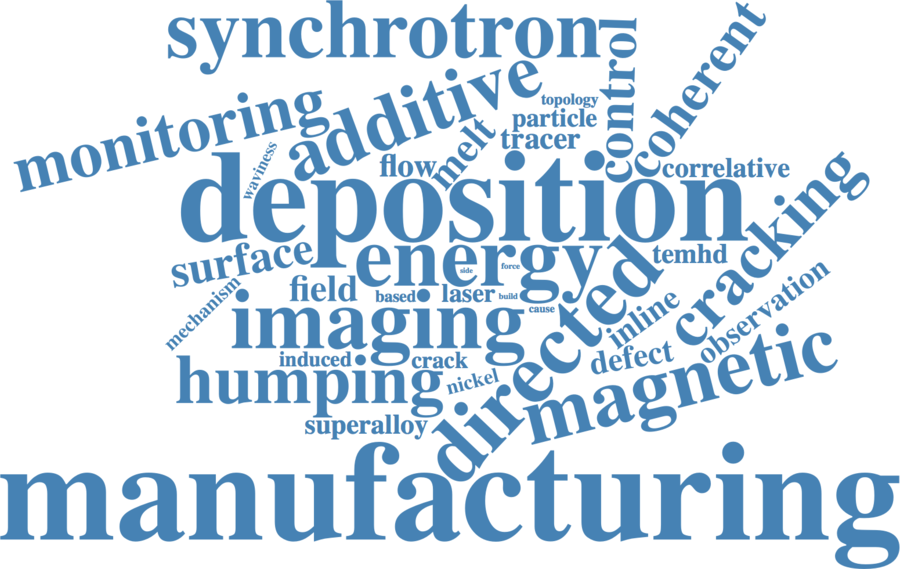 synchrotron
control
coherent
additive
monitoring
topology
particle
tracer
melt
flow
waviness
correlative
deposition
cracking
surface
energy
temhd
side
force
directed
mechanism
field
based
laser
build
cause
imaging
inline
observation
induced
crack
defect
magnetic
humping
nickel
superalloy
manufacturing